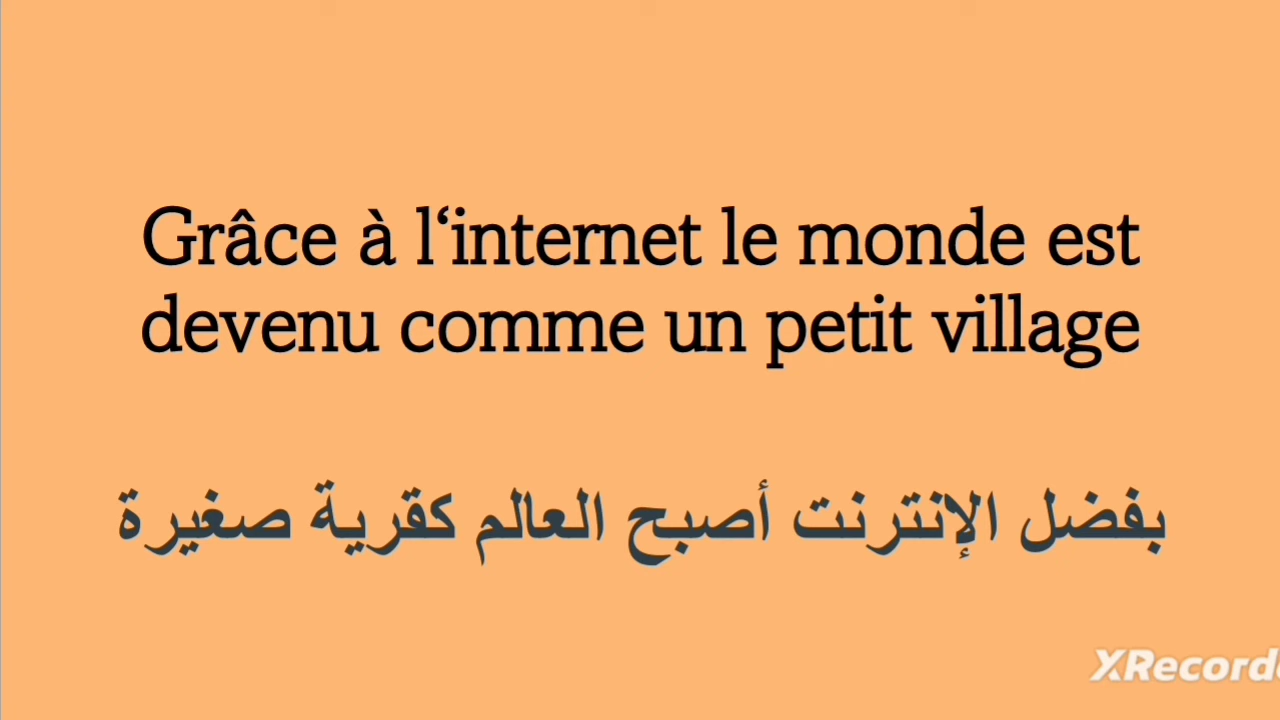 Grâce à l‘internet le monde est
devenu comme un petit village
بفضل الإنترنت أصبح العالم كقرية صغيرة
XRecorde